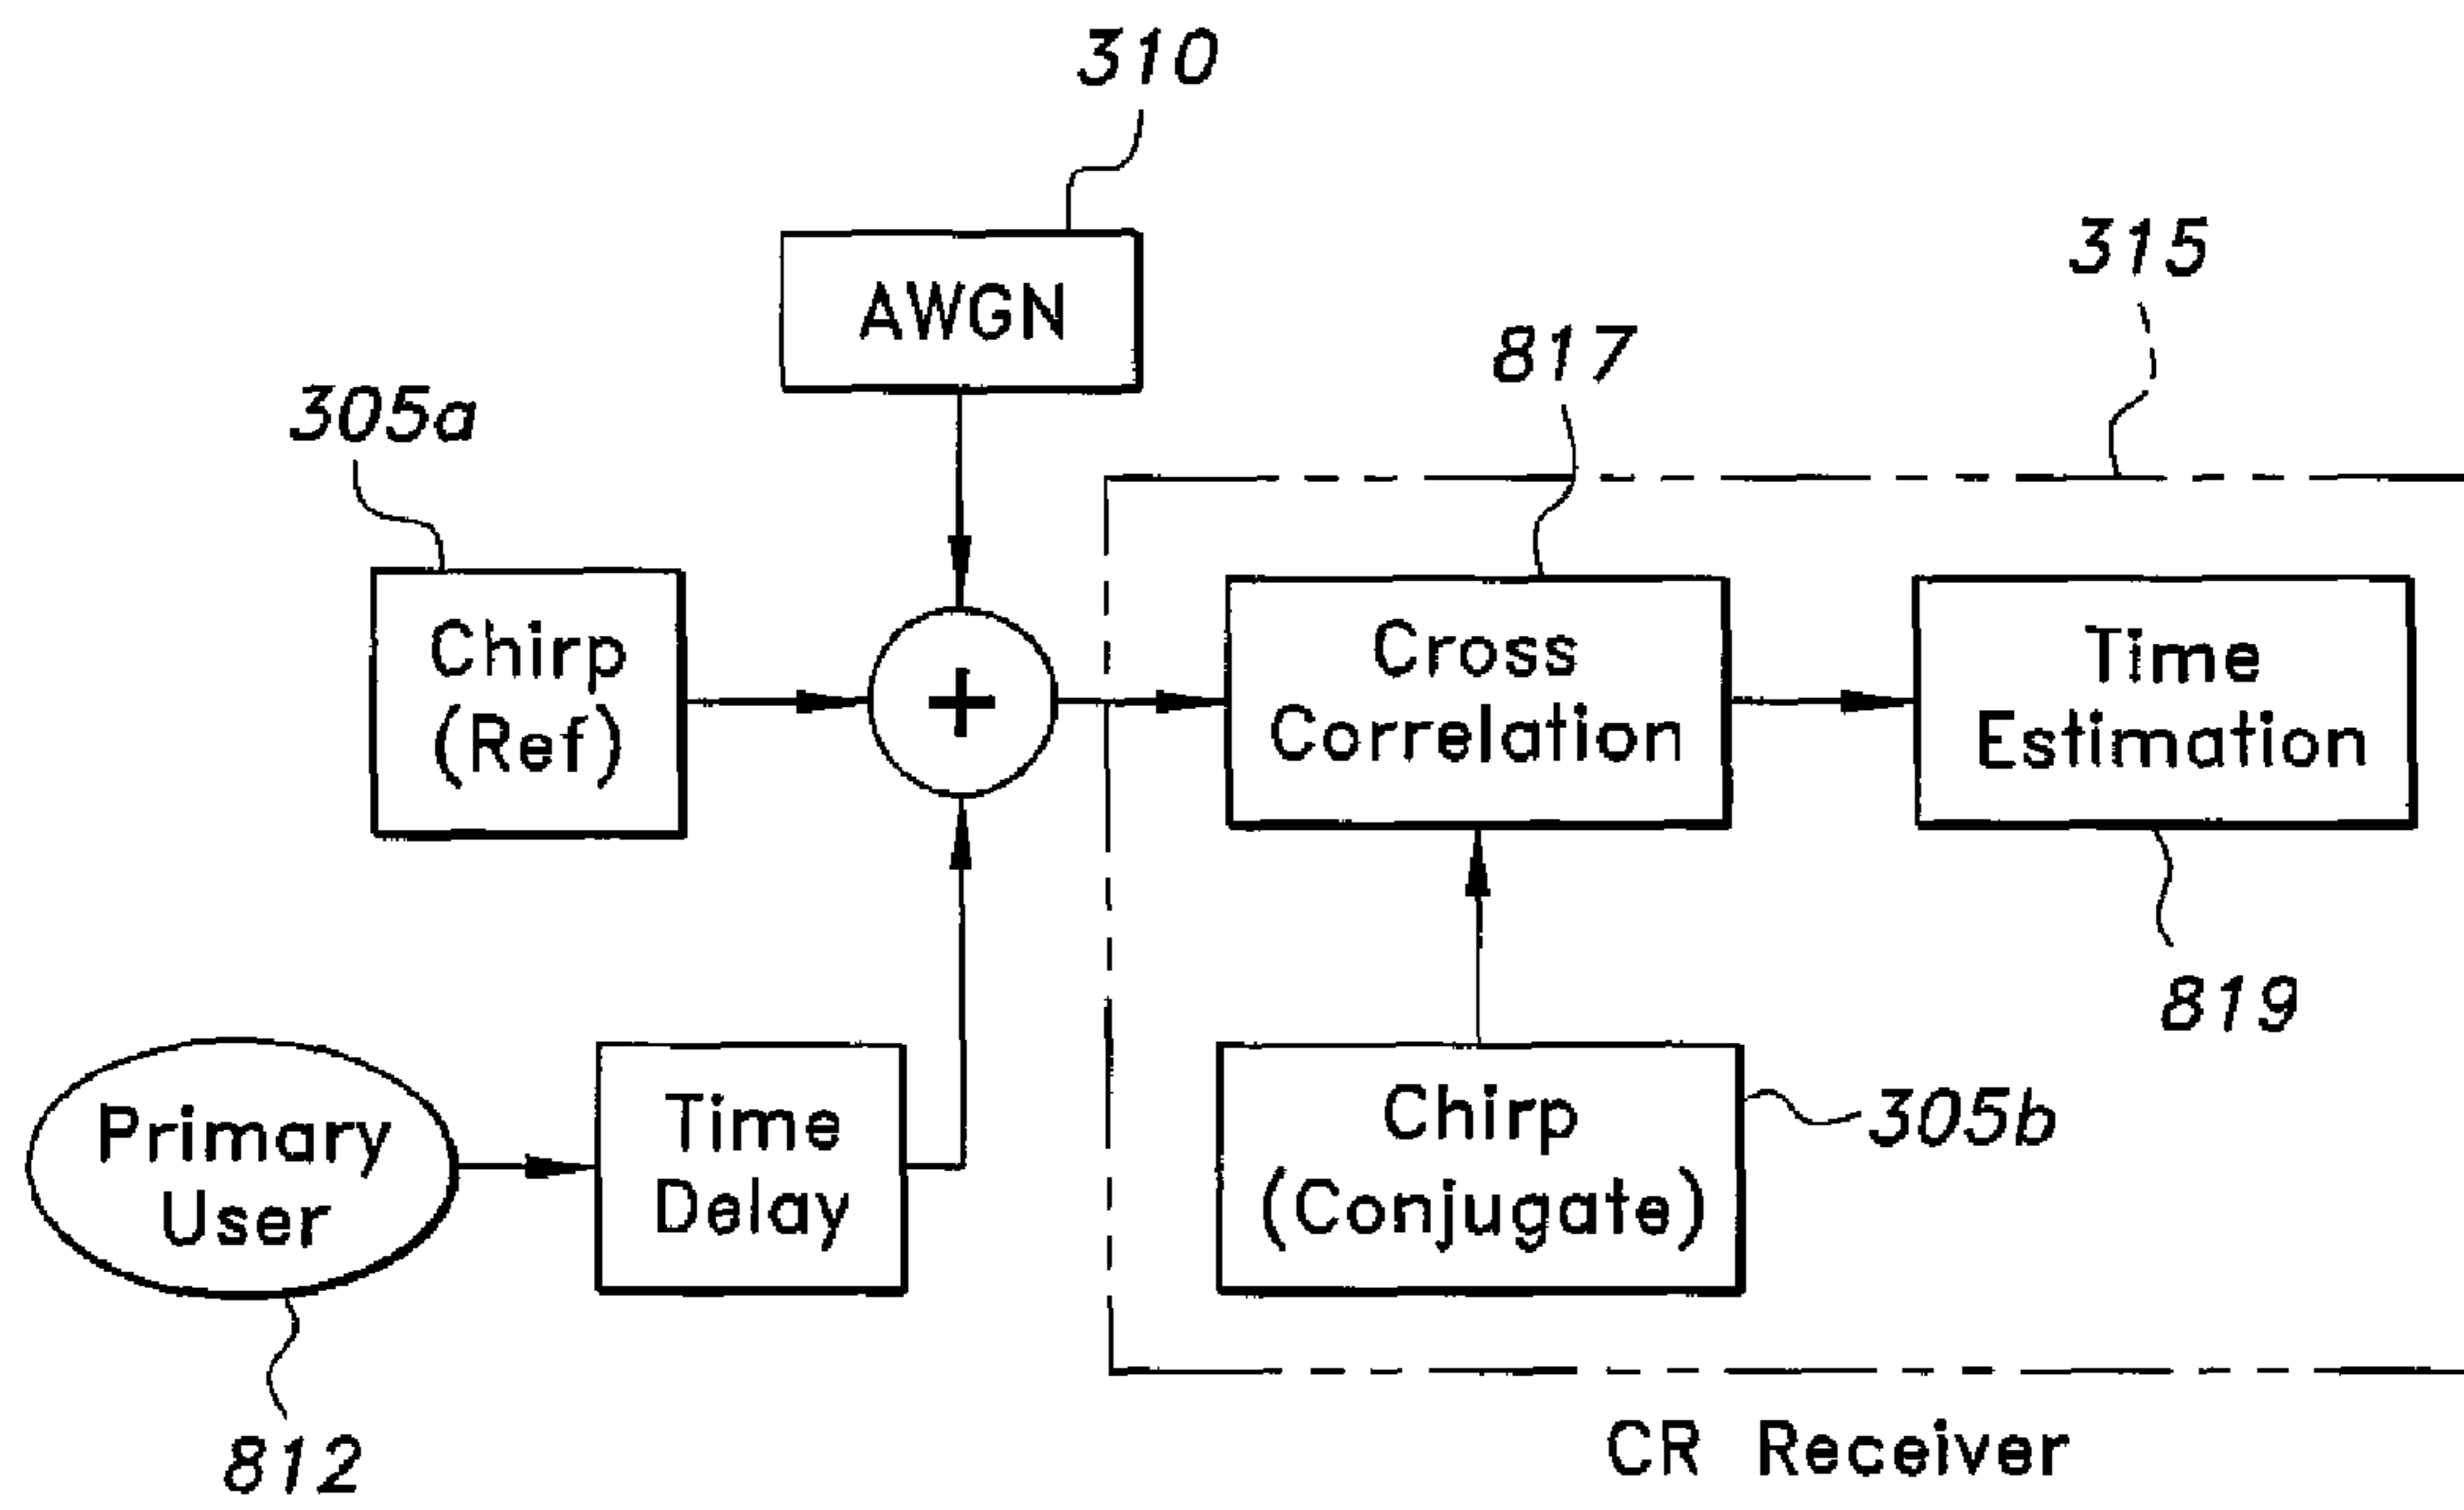 310
AWGN
315
817
305a
Chirp
(Ref)
+
Cross
Correlation
Time
Estimation
819
Primary
User
Time
Delay
Chirp
(Conjugate)
305b
812
CR Receiver